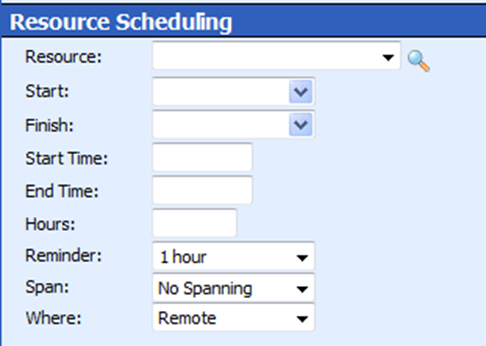 Resource Scheduling
Resource:
Start:
Finish:
Start Time:
End Time:
Hours:
Reminder: 1 hour
Span: No Spanning
Where: Remote